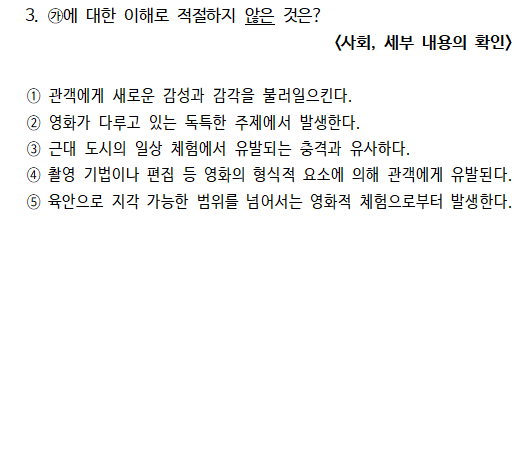 3. ㉮에 대한 이해로 적절하지 않은 것은?
<사회, 세부 내용의 확인>
① 관객에게 새로운 감성과 감각을 불러일으킨다.
② 영화가 다루고 있는 독특한 주제에서 발생한다.
③ 근대 도시의 일상 체험에서 유발되는 충격과 유사하다.
④ 촬영 기법이나 편집 등 영화의 형식적 요소에 의해 관객에게 유발된다.
⑤ 육안으로 지각 가능한 범위를 넘어서는 영화적 체험으로부터 발생한다.